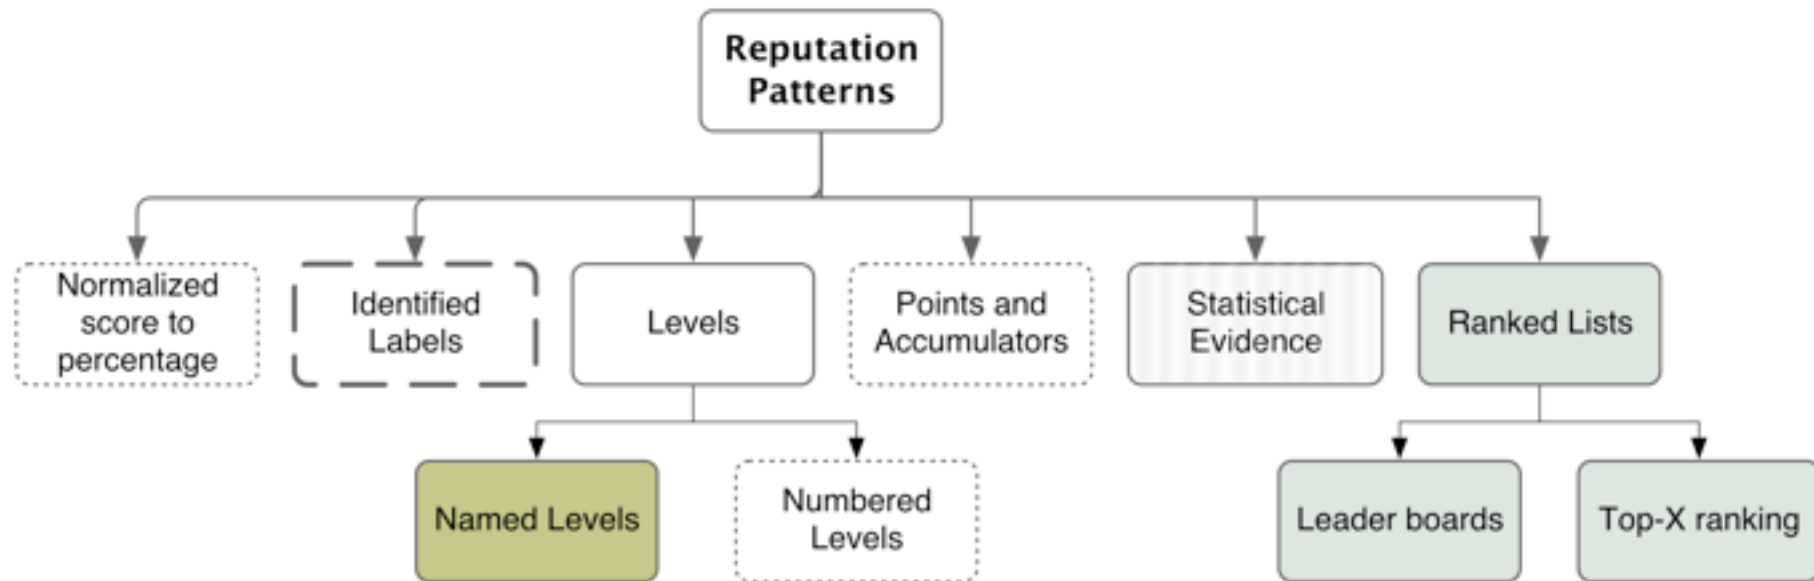 Reputation
Patterns
Normalized
score to
percentage
Identified
Labels
Levels
Points and
Accumulators
Statistical
Evidence
Ranked Lists
Named Levels
Numbered
Levels
Leader boards
Top-X ranking